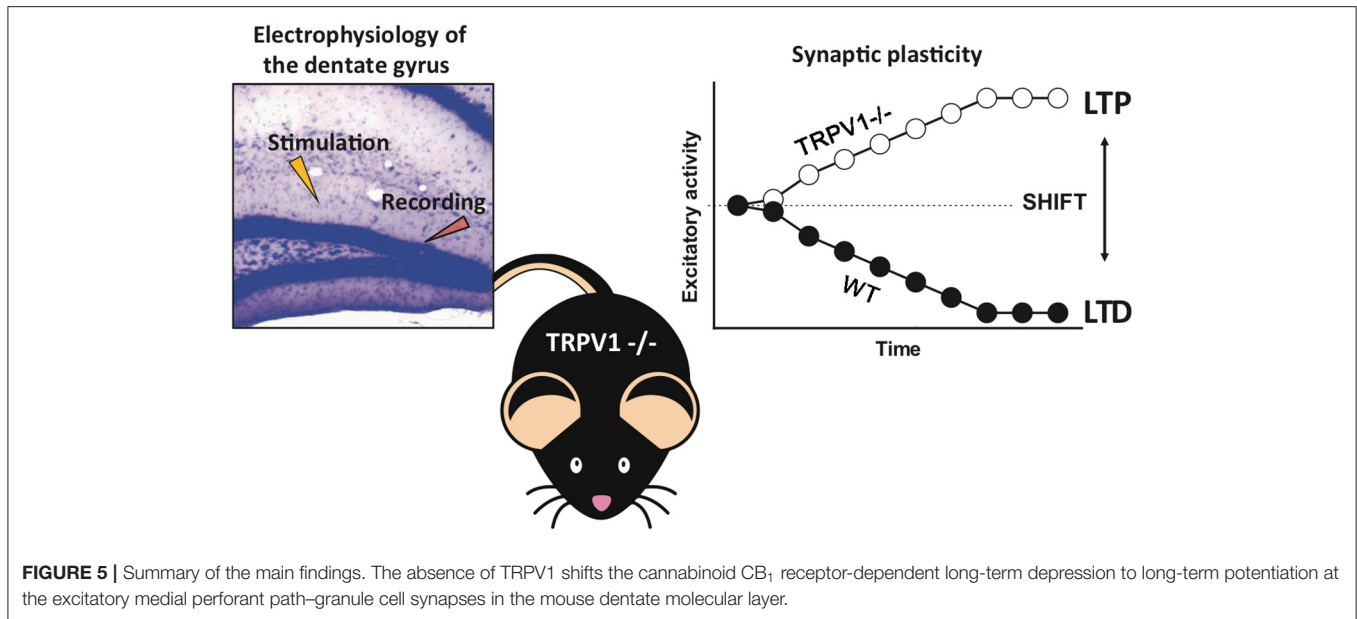 Electrophysiology of
the dentate gyrus
Stimulation
Recording
TRPV1 -/-
Synaptic plasticity
Excitatory activity
TRPV1-/-
WT
LTP
SHIFT
LTD
Time
FIGURE 5 | Summary of the main findings. The absence of TRPV1 shifts the cannabinoid CB₁ receptor-dependent long-term depression to long-term potentiation at
the excitatory medial perforant path–granule cell synapses in the mouse dentate molecular layer.